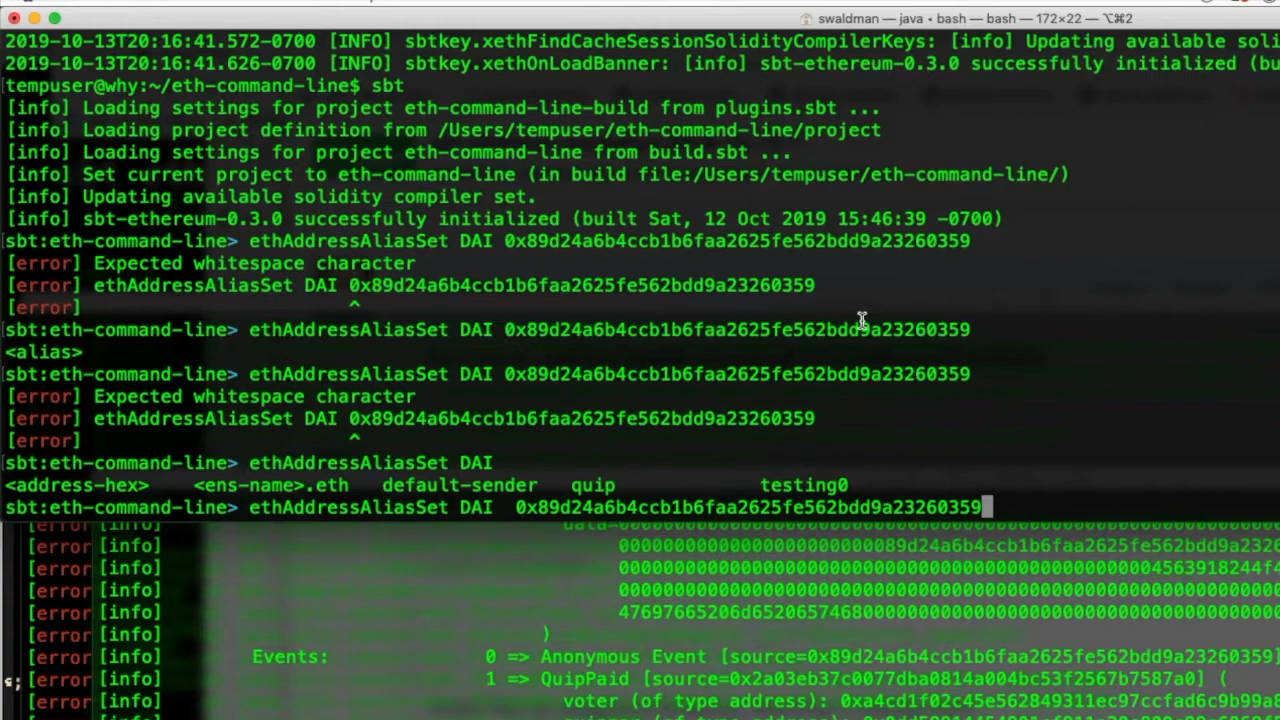 swaldman — java • bash — bash — 172×22 — ⌥⌘2
2019-10-13T20:16:41.572-0700 [INFO] sbtkey.xethFindCacheSessionSolidityCompilerKeys: [info] Updating available soli
2019-10-13T20:16:41.626-0700 [INFO] sbtkey.xethOnLoadBanner: [info] sbt-ethereum-0.3.0 successfully initialized (bu
tempuser@why:~/eth-command-line$ sbt
[info] Loading settings for project eth-command-line-build from plugins.sbt ...
[info] Loading project definition from /Users/tempuser/eth-command-line/project
[info] Loading settings for project eth-command-line from build.sbt ...
[info] Set current project to eth-command-line (in build file:/Users/tempuser/eth-command-line/)
[info] Updating available solidity compiler set.
[info] sbt-ethereum-0.3.0 successfully initialized (built Sat, 12 Oct 2019 15:46:39 -0700)
sbt:eth-command-line> ethAddressAliasSet DAI 0x89d24a6b4ccb1b6faa2625fe562bdd9a23260359
[error] Expected whitespace character
[error] ethAddressAliasSet DAI 0x89d24a6b4ccb1b6faa2625fe562bdd9a23260359
[error] ^
sbt:eth-command-line> ethAddressAliasSet DAI 0x89d24a6b4ccb1b6faa2625fe562bdd9a23260359
<alias>
sbt:eth-command-line> ethAddressAliasSet DAI 0x89d24a6b4ccb1b6faa2625fe562bdd9a23260359
[error] Expected whitespace character
[error] ethAddressAliasSet DAI 0x89d24a6b4ccb1b6faa2625fe562bdd9a23260359
[error] ^
sbt:eth-command-line> ethAddressAliasSet DAI
<address-hex> <ens-name>.eth default-sender quip testing0
sbt:eth-command-line> ethAddressAliasSet DAI 0x89d24a6b4ccb1b6faa2625fe562bdd9a23260359
[error [info]
[error [info] 0000000000000000000000089d24a6b4ccb1b6faa2625fe562bdd9a2326
[error [info]
[error [info]
[error [info]
[error [info] )
[error [info] Events: 0 => Anonymous Event [source=0x89d24a6b4ccb1b6faa2625fe562bdd9a23260359]
[error [info] 1 => QuipPaid [source=0x2a03eb37c0077dba0814a004bc53f2567b7587a0] (
[error [info] voter (of type address): 0xa4cd1f02c45e562849311ec97ccfad6c9b99a8